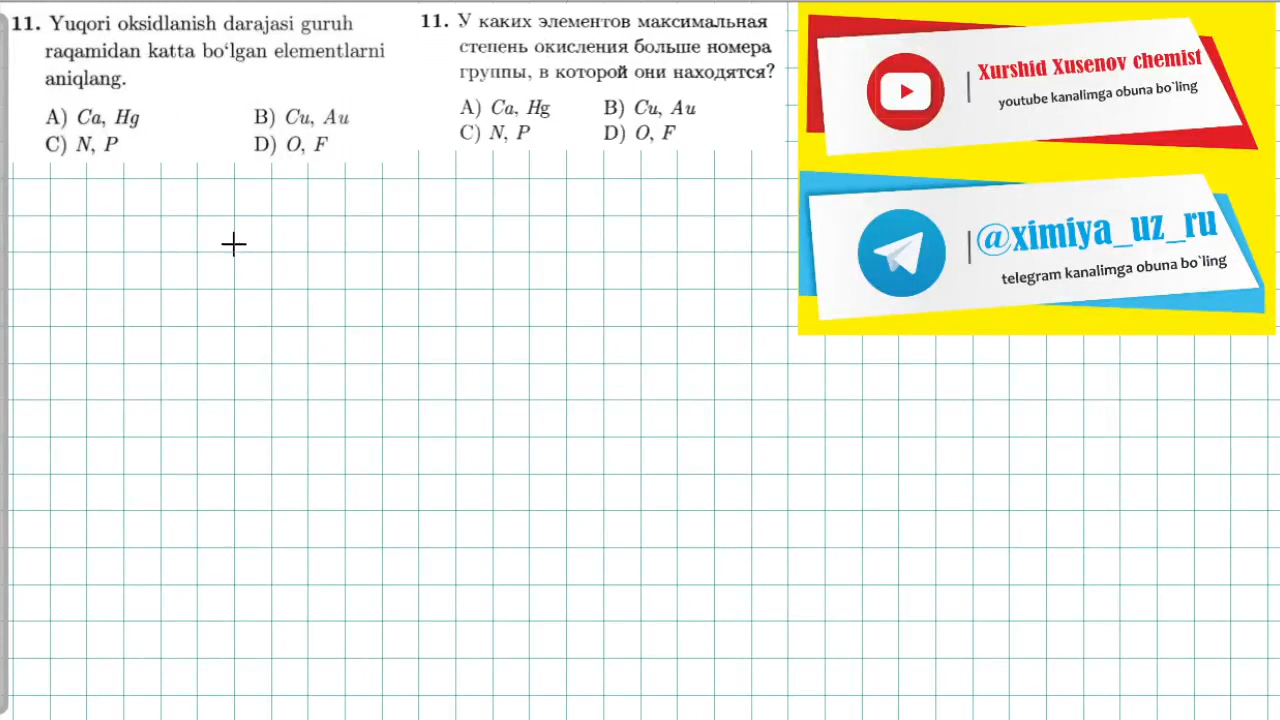 11. Yuqori oksidlanish darajasi guruh
raqamidan katta bo‘lgan elementlarni
aniqlang.
A) Ca, Hg B) Cu, Au
C) N, P D) O, F
11. У каких элементов максимальная
степень окисления больше номера
группы, в которой они находятся?
A) Ca, Hg B) Cu, Au
C) N, P D) O, F
Xurshid Xusenov chemist
youtube kanalimga obuna bo`ling
@ximiya_uz_ru
telegram kanalimga obuna bo`ling